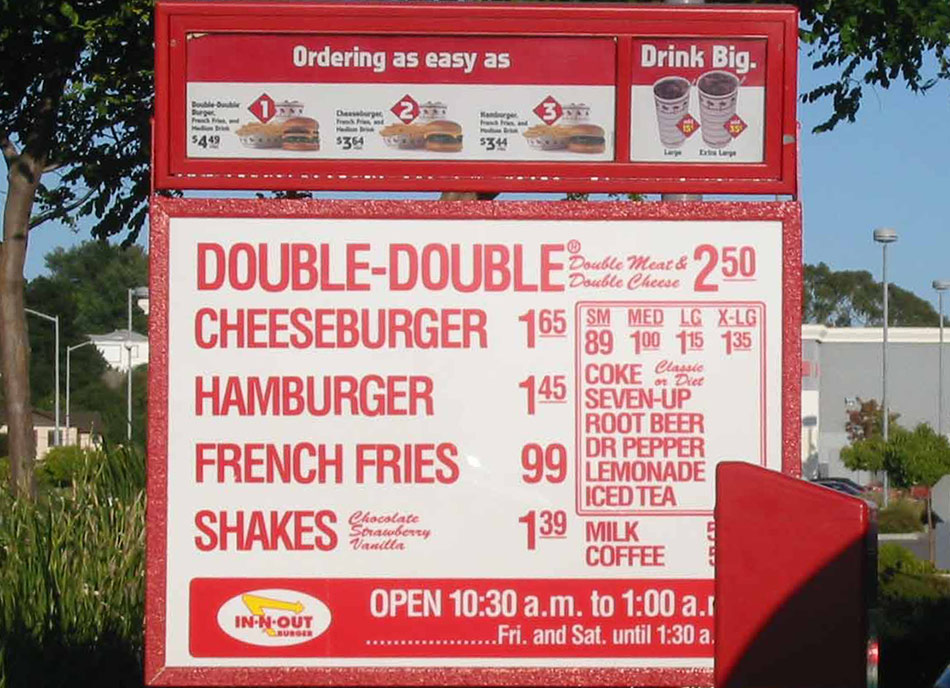 Ordering as easy as
Drink Big.
1
Double-Double
Burger,
French Fries, and
Medium Drink
$4 49
2
Cheeseburger,
French Fries, and
Medium Drink
$3 64
3
Hamburger,
French Fries, and
Medium Drink
$3 44
15¢
35¢
Large
Extra Large
DOUBLE-DOUBLE® Double Meat & Double Cheese 2 50
CHEESEBURGER 1 65
HAMBURGER 1 45
FRENCH FRIES 99
SHAKES Chocolate Strawberry Vanilla 1 39
SM MED LG X-LG
89 1 00 1 15 1 35
COKE Classic or Diet
SEVEN-UP
ROOT BEER
DR PEPPER
LEMONADE
ICED TEA
MILK
COFFEE
IN-N-OUT
BURGER
OPEN 10:30 a.m. to 1:00 a.
Fri. and Sat. until 1:30 a.